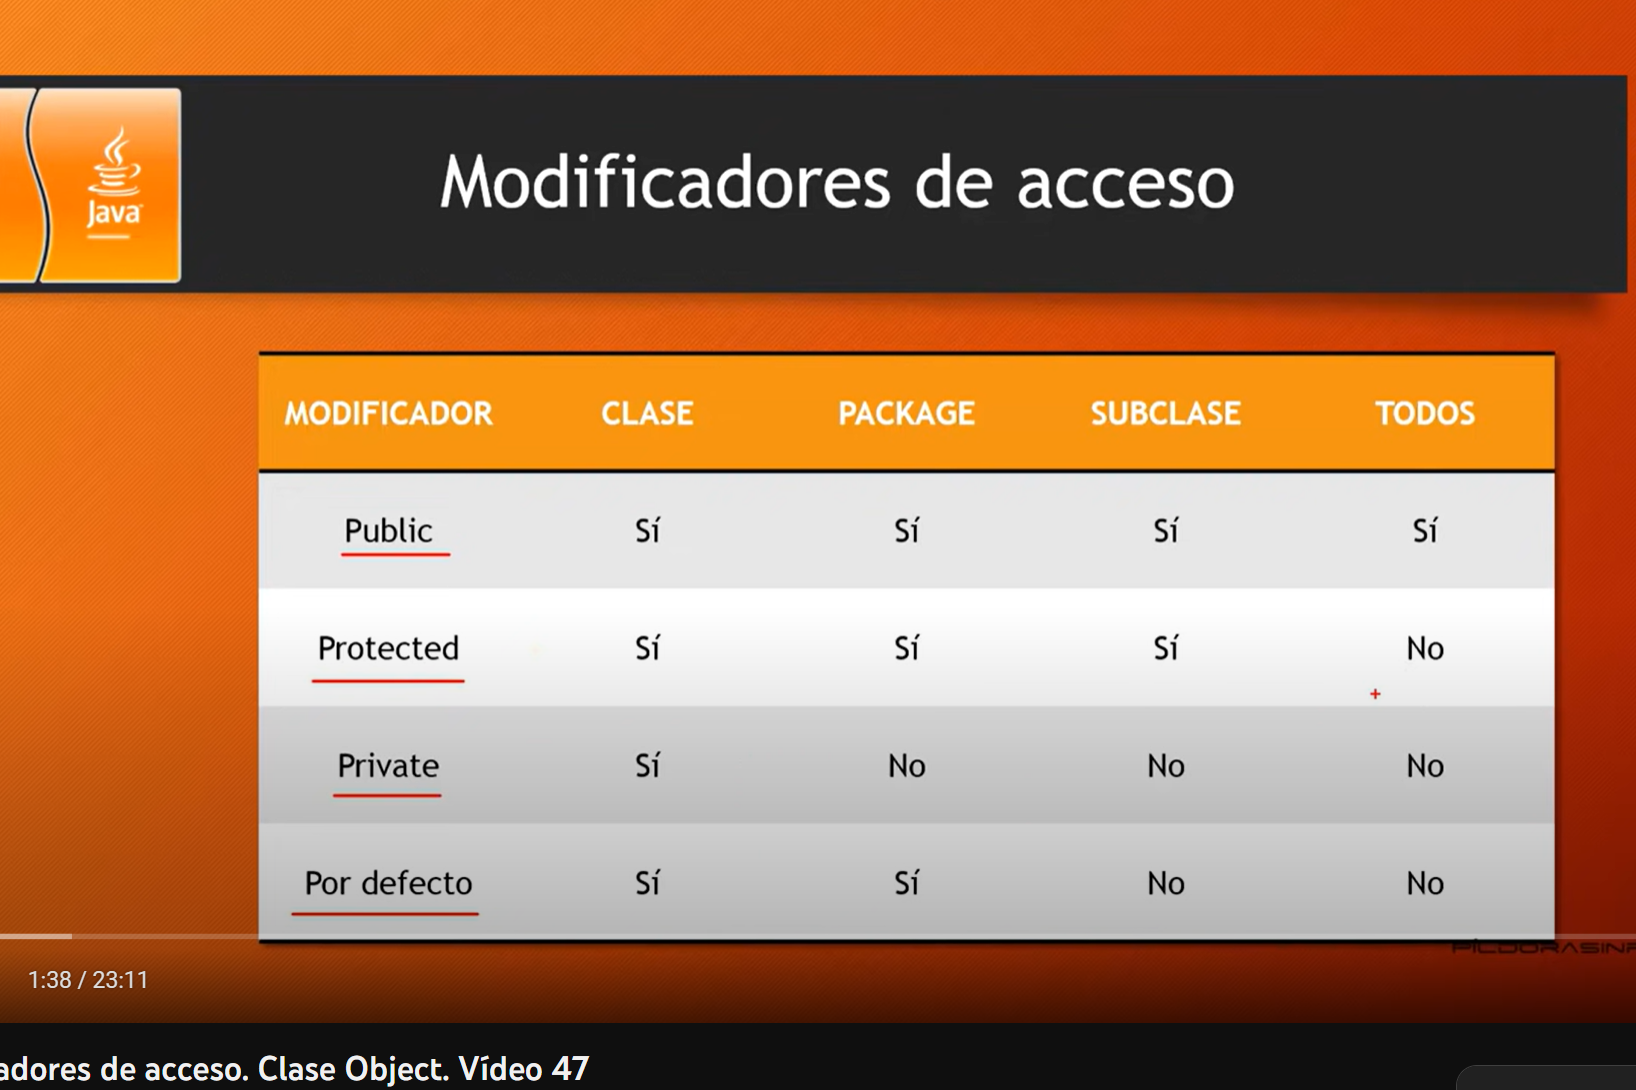 Java
Modificadores de acceso
MODIFICADOR CLASE PACKAGE SUBCLASE TODOS
Public Sí Sí Sí Sí
Protected Sí Sí Sí No
Private Sí No No No
Por defecto Sí Sí No No
PILDORASINF
1:38 / 23:11
adores de acceso. Clase Object. Vídeo 47